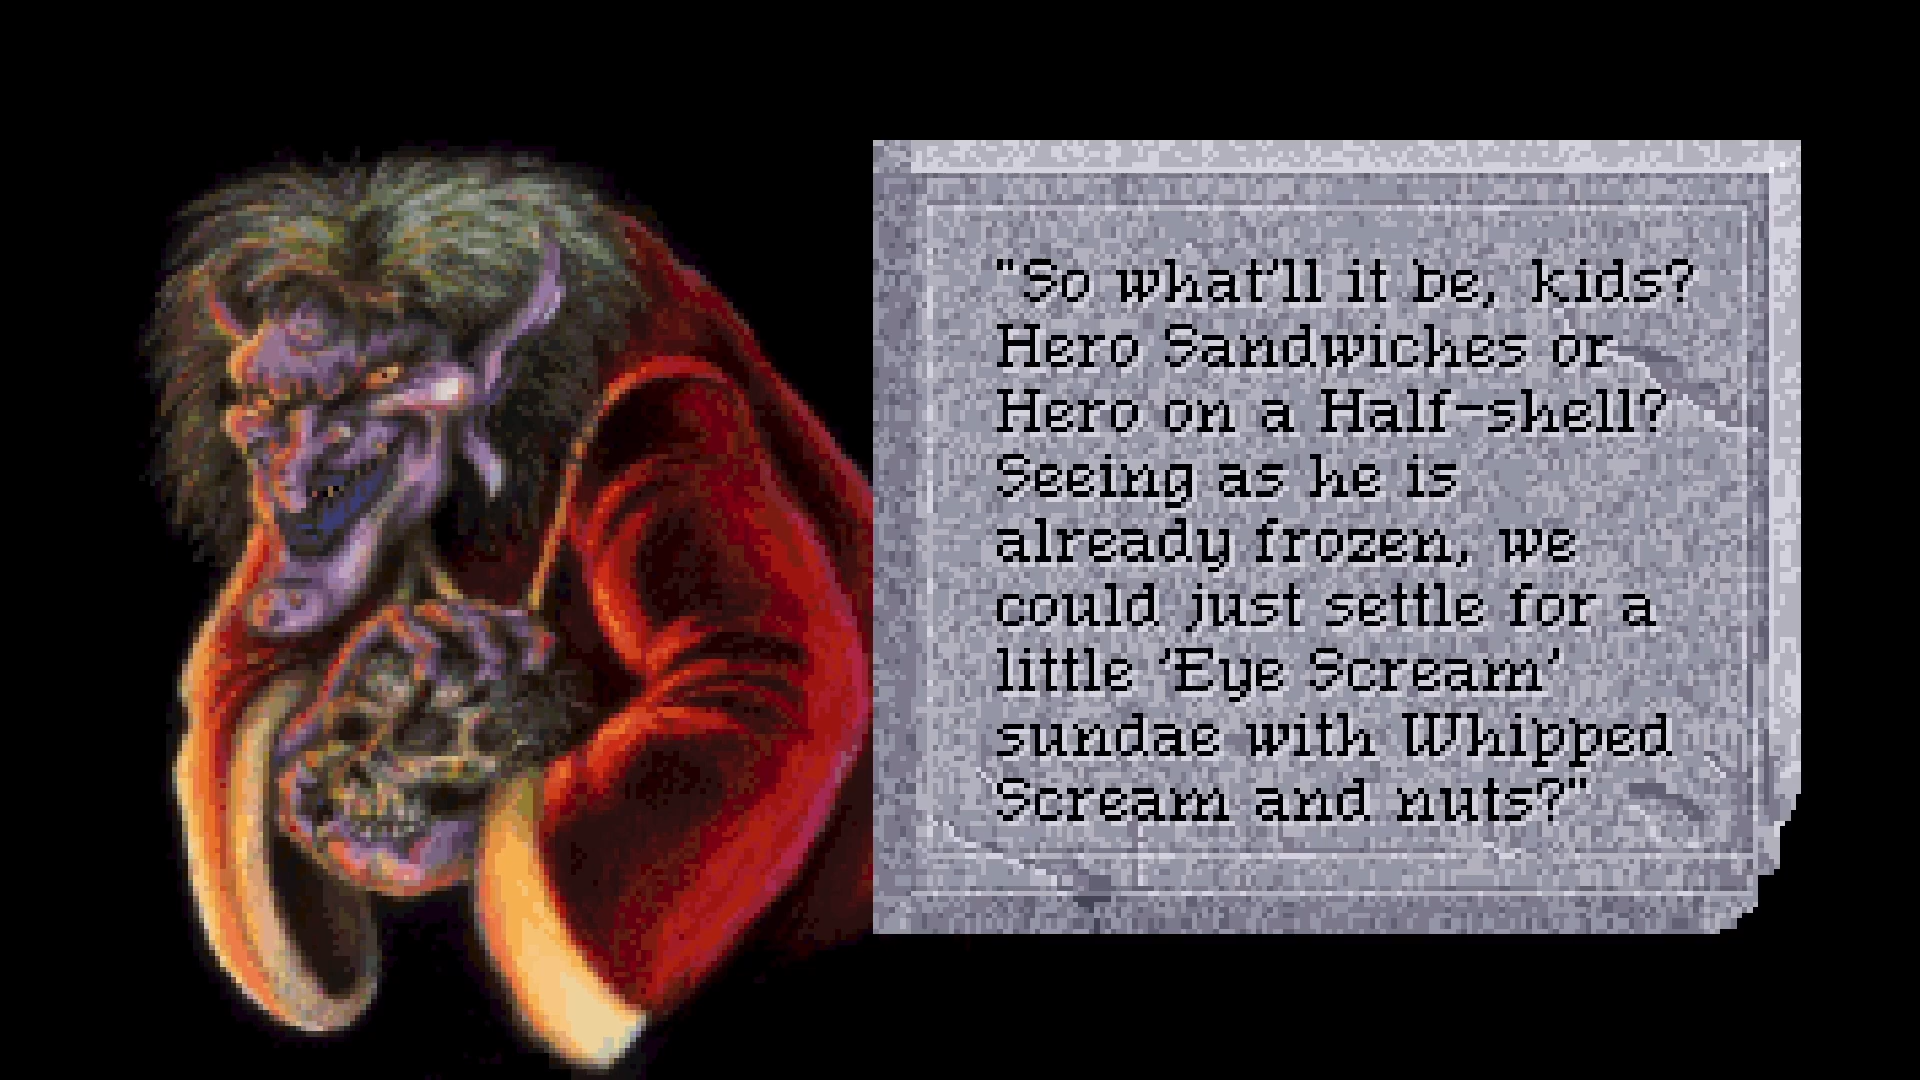 "So what'll it be, kids?
Hero Sandwiches or
Hero on a Half-shell?
Seeing as he is
already frozen, we
could just settle for a
little 'Eye Scream'
sundae with Whipped
Scream and nuts?"